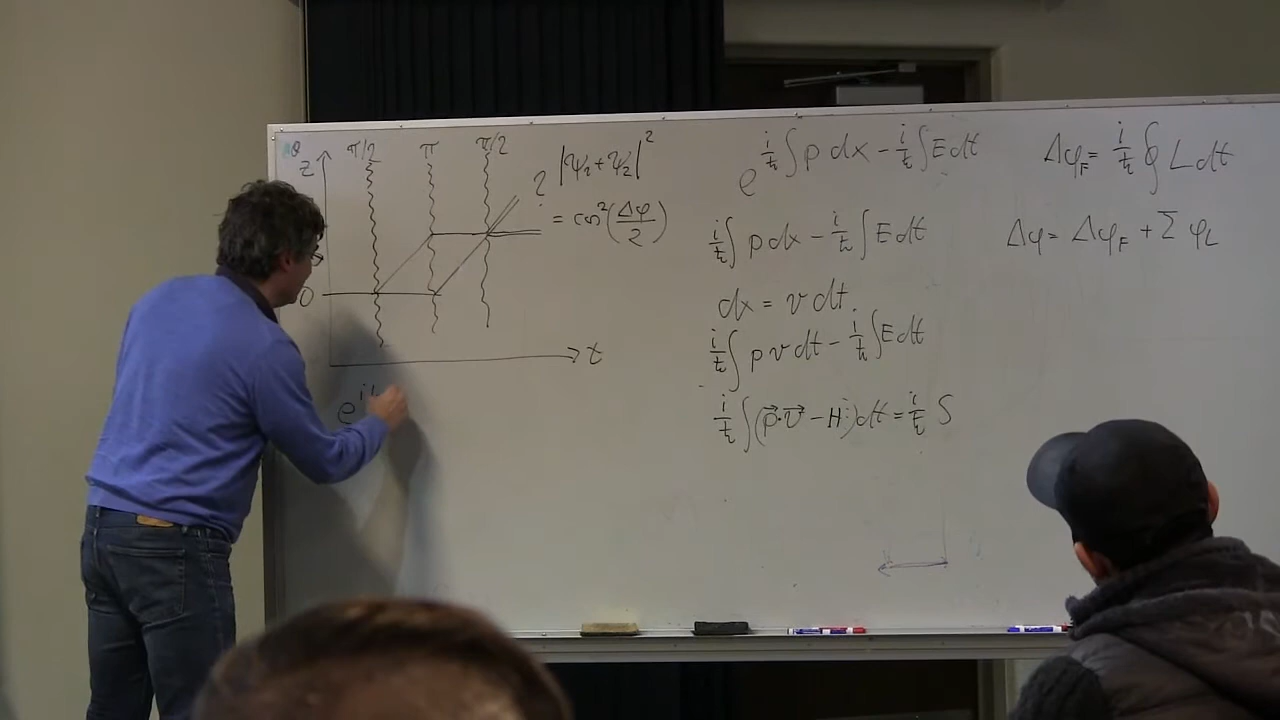 π/2 π π/2
z
0
t
? |ψ₁+ψ₂|²
= cos²(Δφ/2)
e^i
e^{i/ħ ∫p dx − i/ħ ∫E dt}
i/ħ ∫ p dx − i/ħ ∫ E dt
dx = v dt.
i/ħ ∫ p v dt − i/ħ ∫ E dt
i/ħ ∫(p⃗·v⃗ − H)dt = i/ħ S
Δφ_F = i/ħ ∮ L dt
Δφ = Δφ_F + Σ φ_L